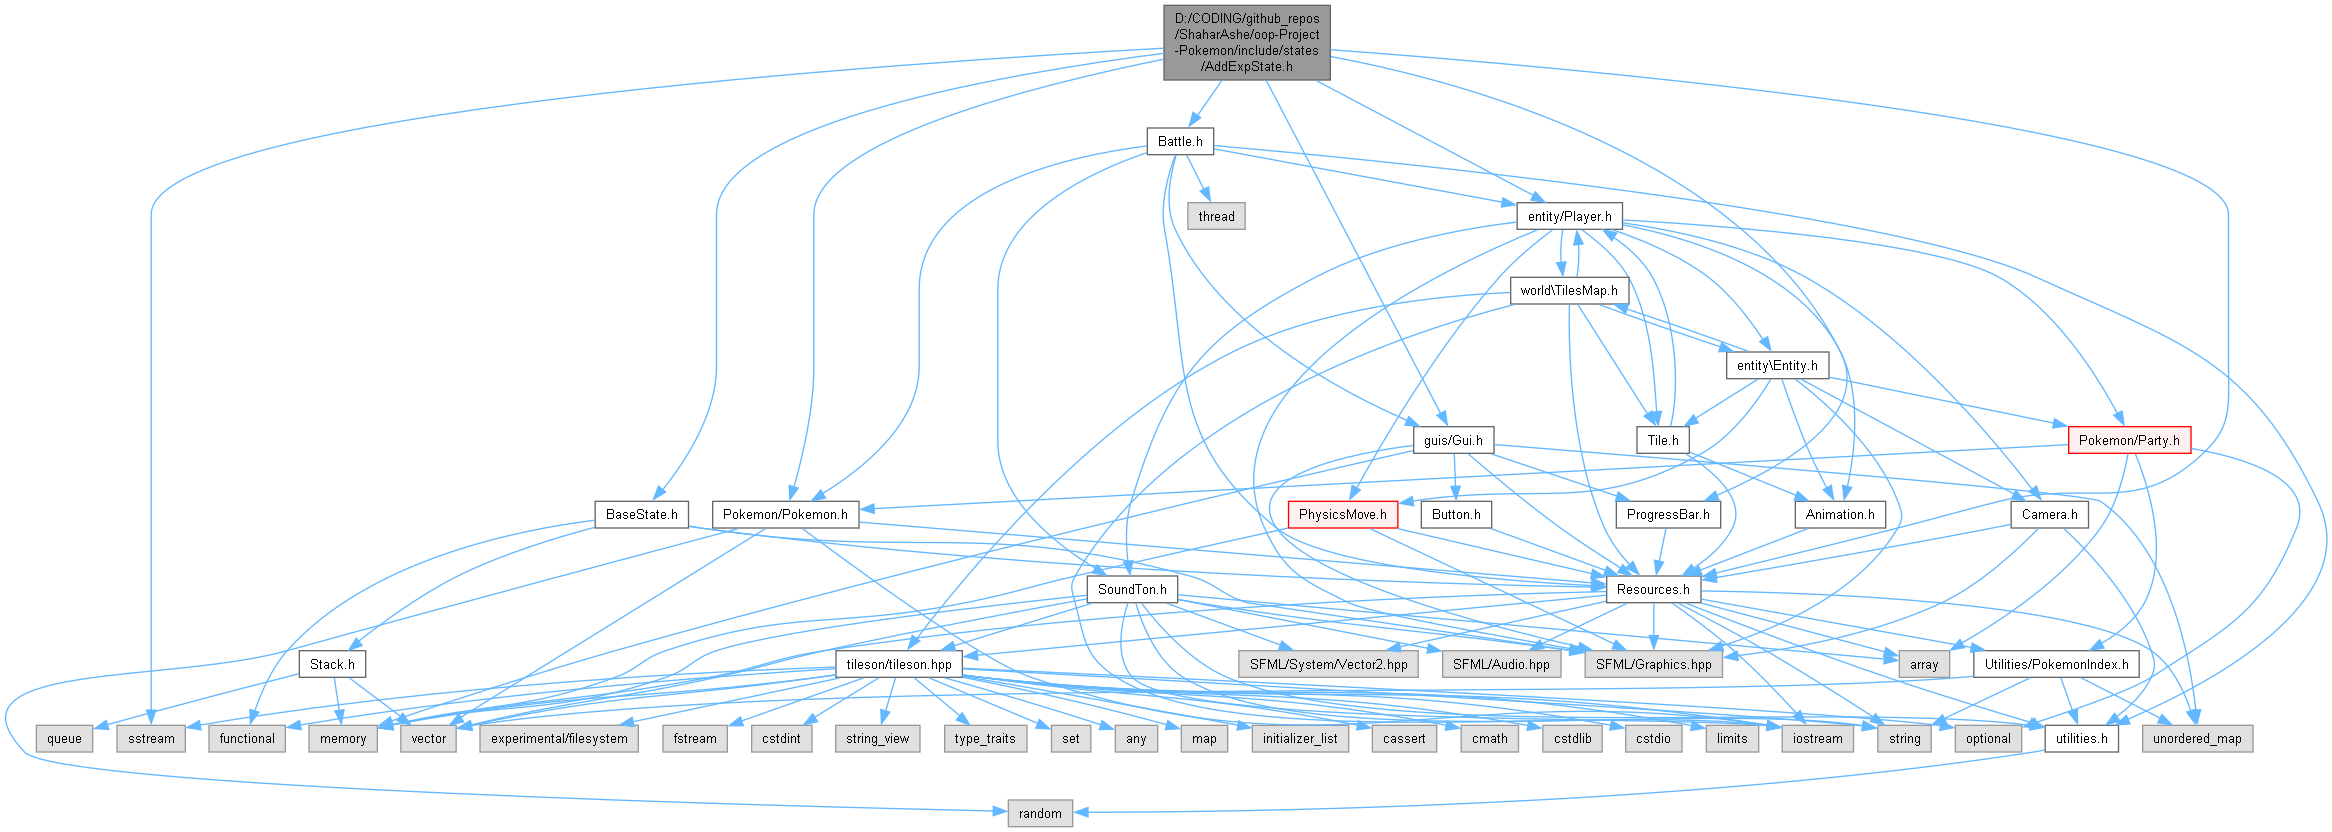 D:/CODING/github_repos
/ShaharAshe/oop-Project
-Pokemon/include/states
/AddExpState.h
Battle.h
thread
entity/Player.h
world\TilesMap.h
entity\Entity.h
guis/Gui.h
Tile.h
Pokemon/Party.h
BaseState.h
Pokemon/Pokemon.h
PhysicsMove.h
Button.h
ProgressBar.h
Animation.h
Camera.h
SoundTon.h
Resources.h
Stack.h
tileson/tileson.hpp
SFML/System/Vector2.hpp
SFML/Audio.hpp
SFML/Graphics.hpp
array
Utilities/PokemonIndex.h
queue
sstream
functional
memory
vector
experimental/filesystem
fstream
cstdint
string_view
type_traits
set
any
map
initializer_list
cassert
cmath
cstdlib
cstdio
limits
iostream
string
optional
utilities.h
unordered_map
random